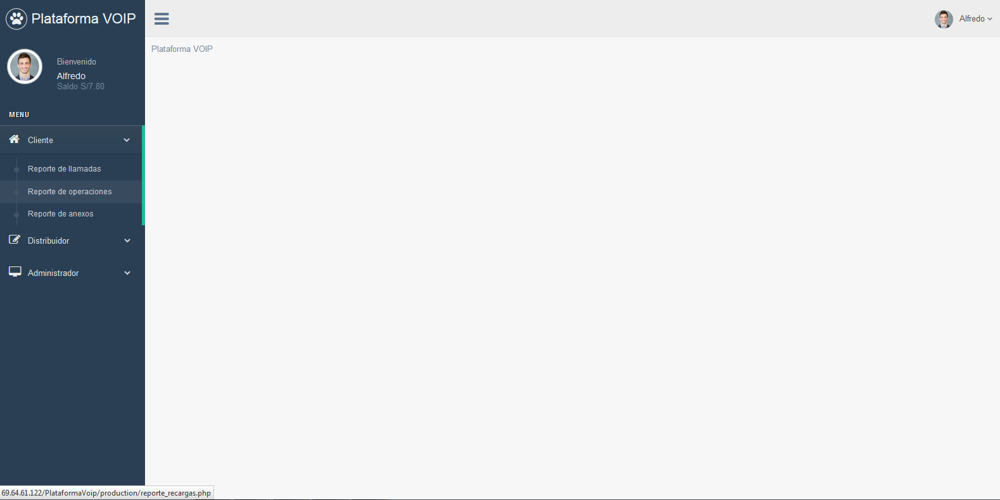 Plataforma VOIP
Alfredo
Plataforma VOIP
Bienvenido
Alfredo
Saldo S/7.80
MENU
Cliente
Reporte de llamadas
Reporte de operaciones
Reporte de anexos
Distribuidor
Administrador
69.64.61.122/PlataformaVoip/production/reporte_recargas.php